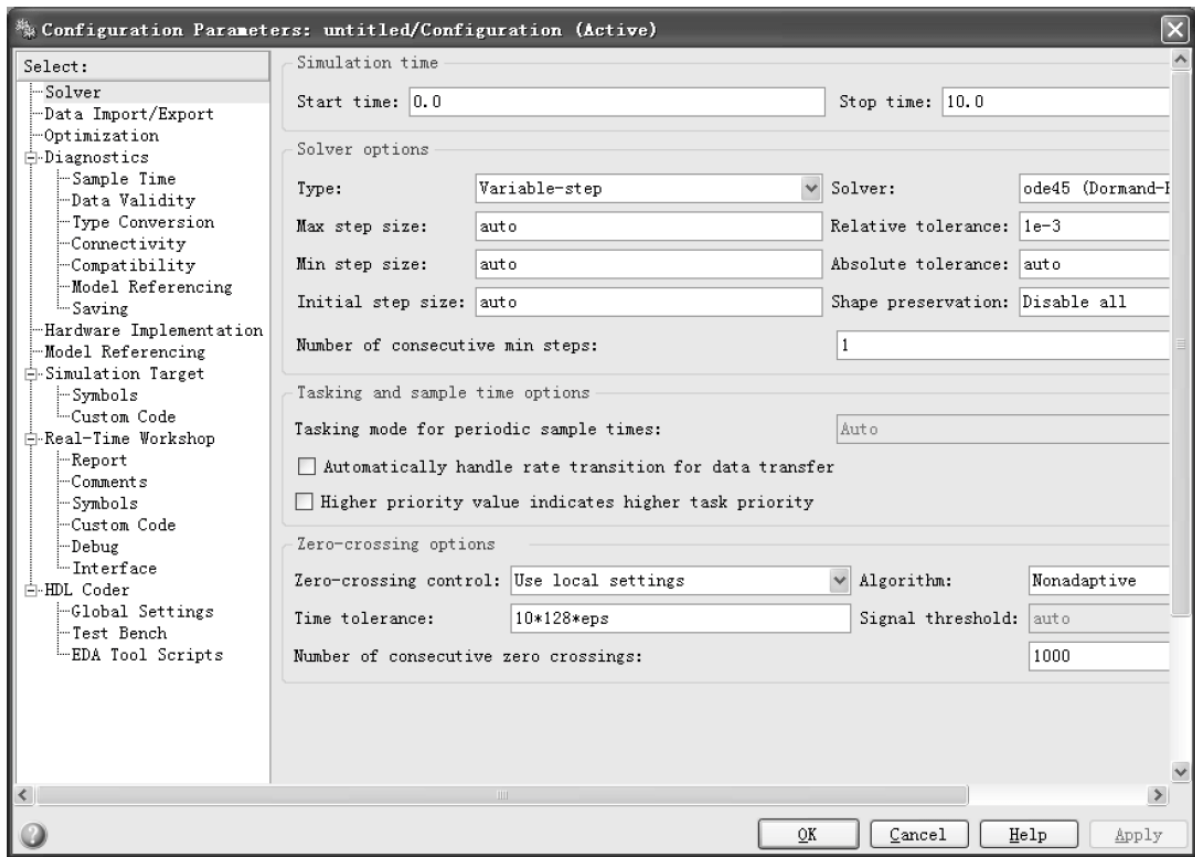 Configuration Parameters: untitled/Configuration (Active)
Select:
Solver
Data Import/Export
Optimization
Diagnostics
Sample Time
Data Validity
Type Conversion
Connectivity
Compatibility
Model Referencing
Saving
Hardware Implementation
Model Referencing
Simulation Target
Symbols
Custom Code
Real-Time Workshop
Report
Comments
Symbols
Custom Code
Debug
Interface
HDL Coder
Global Settings
Test Bench
EDA Tool Scripts
Simulation time
Start time: 0.0 Stop time: 10.0
Solver options
Type: Variable-step Solver: ode45 (Dormand-
Max step size: auto Relative tolerance: 1e-3
Min step size: auto Absolute tolerance: auto
Initial step size: auto Shape preservation: Disable all
Number of consecutive min steps: 1
Tasking and sample time options
Tasking mode for periodic sample times: Auto
Automatically handle rate transition for data transfer
Higher priority value indicates higher task priority
Zero-crossing options
Zero-crossing control: Use local settings Algorithm: Nonadaptive
Time tolerance: 10*128*eps Signal threshold: auto
Number of consecutive zero crossings: 1000
OK Cancel Help Apply